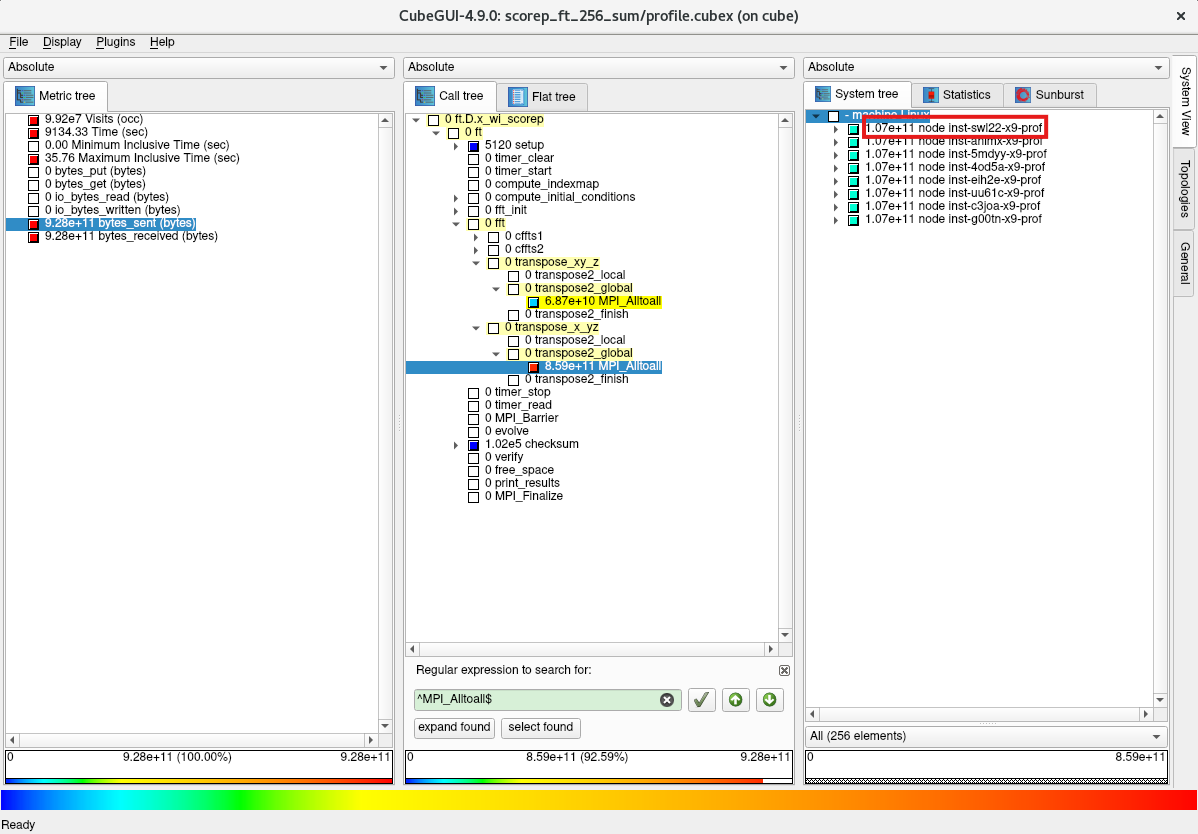 CubeGUI-4.9.0: scorep_ft_256_sum/profile.cubex (on cube)
File Display Plugins Help
Absolute
Metric tree
9.92e7 Visits (occ)
9134.33 Time (sec)
0.00 Minimum Inclusive Time (sec)
35.76 Maximum Inclusive Time (sec)
0 bytes_put (bytes)
0 bytes_get (bytes)
0 io_bytes_read (bytes)
0 io_bytes_written (bytes)
9.28e+11 bytes_sent (bytes)
9.28e+11 bytes_received (bytes)
0 9.28e+11 (100.00%) 9.28e+11
Absolute
Call tree Flat tree
0 ft.D.x_wi_scorep
0 ft
5120 setup
0 timer_clear
0 timer_start
0 compute_indexmap
0 compute_initial_conditions
0 fft_init
0 fft
0 cffts1
0 cffts2
0 transpose_xy_z
0 transpose2_local
0 transpose2_global
6.87e+10 MPI_Alltoall
0 transpose2_finish
0 transpose_x_yz
0 transpose2_local
0 transpose2_global
8.59e+11 MPI_Alltoall
0 transpose2_finish
0 timer_stop
0 timer_read
0 MPI_Barrier
0 evolve
1.02e5 checksum
0 verify
0 free_space
0 print_results
0 MPI_Finalize
Regular expression to search for:
^MPI_Alltoall$
expand found select found
0 8.59e+11 (92.59%) 9.28e+11
Absolute
System tree Statistics Sunburst
- machine Linux
1.07e+11 node inst-swl22-x9-prof
1.07e+11 node inst-anlmx-x9-prof
1.07e+11 node inst-5mdyy-x9-prof
1.07e+11 node inst-4od5a-x9-prof
1.07e+11 node inst-eih2e-x9-prof
1.07e+11 node inst-uu61c-x9-prof
1.07e+11 node inst-c3joa-x9-prof
1.07e+11 node inst-g00tn-x9-prof
All (256 elements)
0 8.59e+11
System View
Topologies
General
Ready